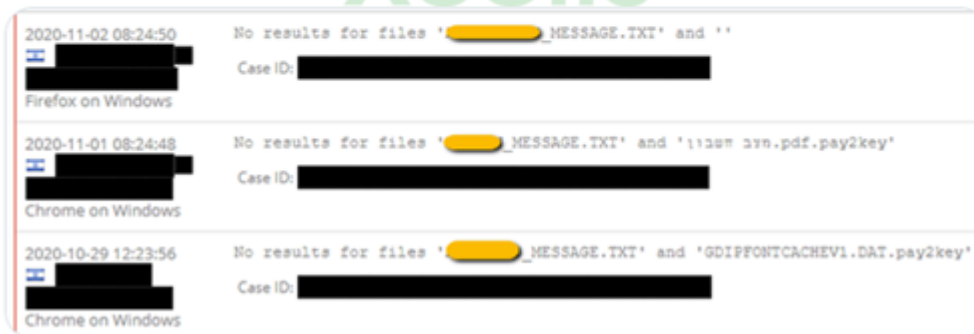 2020-11-02 08:24:50
No results for files '_MESSAGE.TXT' and ''
Case ID:
Firefox on Windows
2020-11-01 08:24:48
No results for files '_MESSAGE.TXT' and 'מצב חשבון.pdf.pay2key'
Case ID:
Chrome on Windows
2020-10-29 12:23:56
No results for files '_MESSAGE.TXT' and 'GDIPFONTCACHEV1.DAT.pay2key'
Case ID:
Chrome on Windows